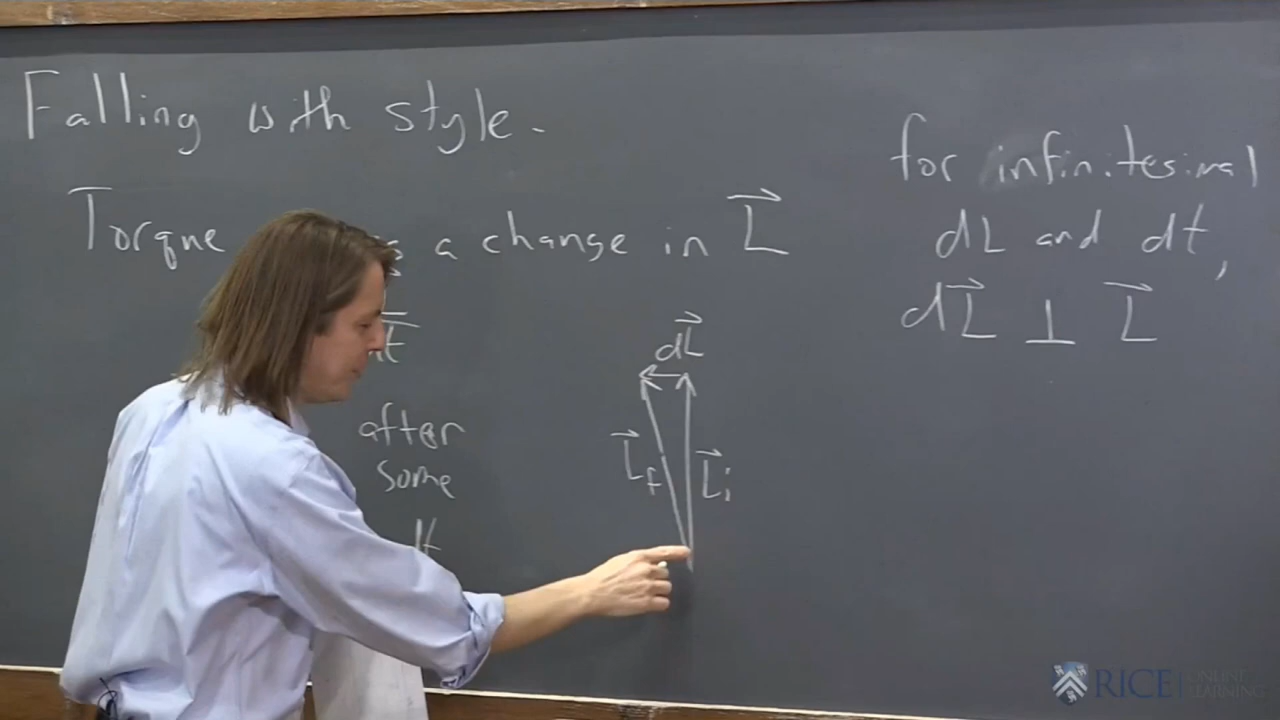 Falling with style.
Torque a change in L⃗
after
some
dL⃗
L⃗f
L⃗i
for infinitesimal
dL and dt,
dL⃗ ⊥ L⃗
RICE ONLINE LEARNING